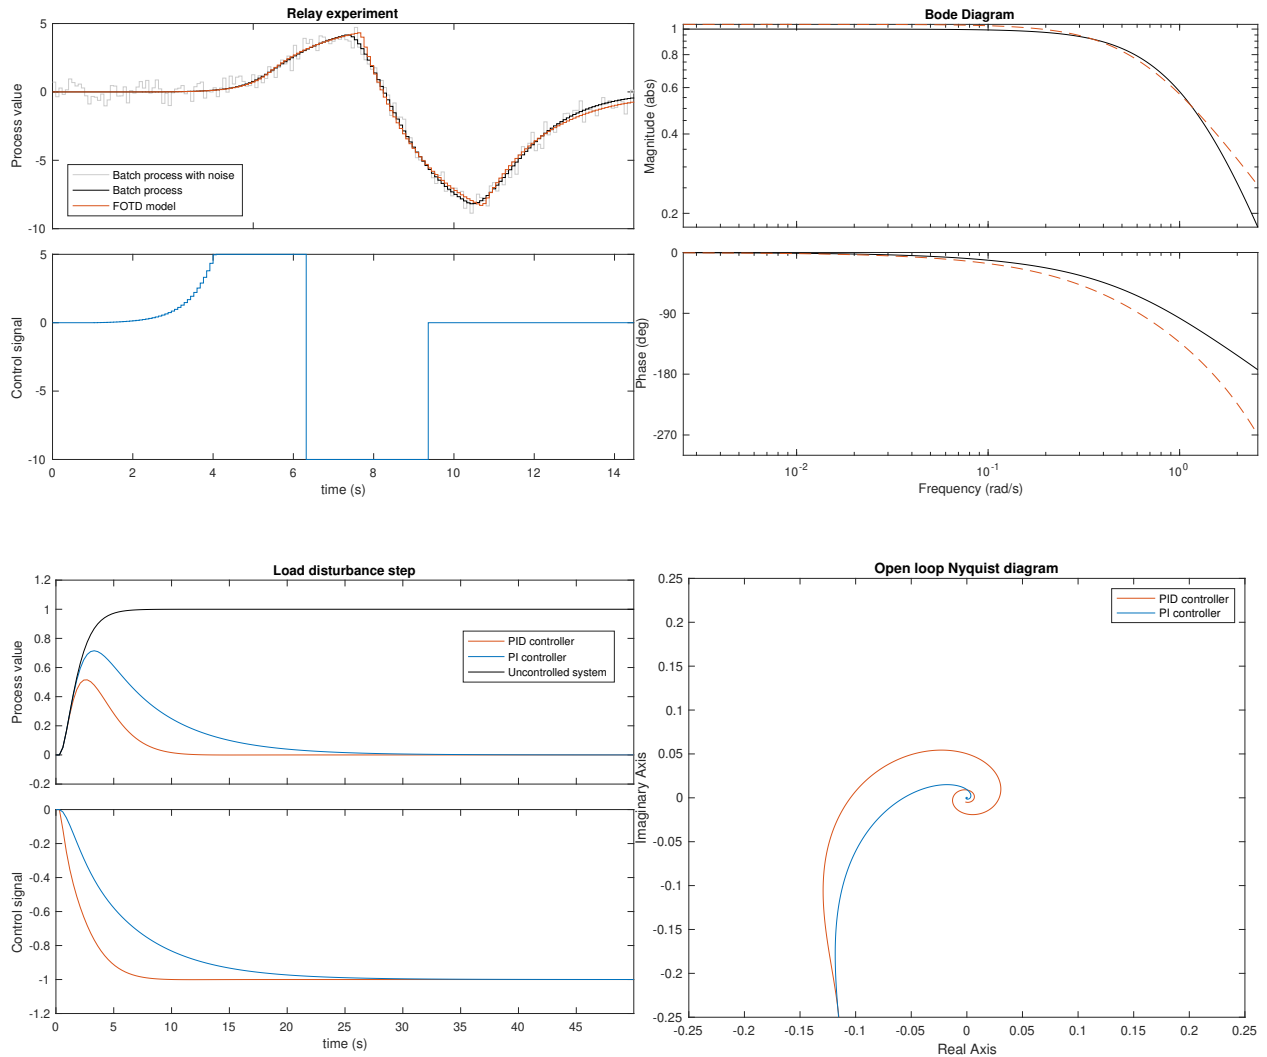 Relay experiment
Process value
5
0
-5
-10
Batch process with noise
Batch process
FOTD model
Control signal
5
0
-5
-10
0 2 4 6 8 10 12 14
time (s)
Bode Diagram
Magnitude (abs)
1
0.8
0.6
0.4
0.2
Phase (deg)
0
-90
-180
-270
10^-2 10^-1 10^0
Frequency (rad/s)
Load disturbance step
Process value
1.2
1
0.8
0.6
0.4
0.2
0
-0.2
PID controller
PI controller
Uncontrolled system
Control signal
0
-0.2
-0.4
-0.6
-0.8
-1
-1.2
0 5 10 15 20 25 30 35 40 45
time (s)
Open loop Nyquist diagram
Imaginary Axis
0.25
0.2
0.15
0.1
0.05
0
-0.05
-0.1
-0.15
-0.2
-0.25
PID controller
PI controller
-0.25 -0.2 -0.15 -0.1 -0.05 0 0.05 0.1 0.15 0.2 0.25
Real Axis